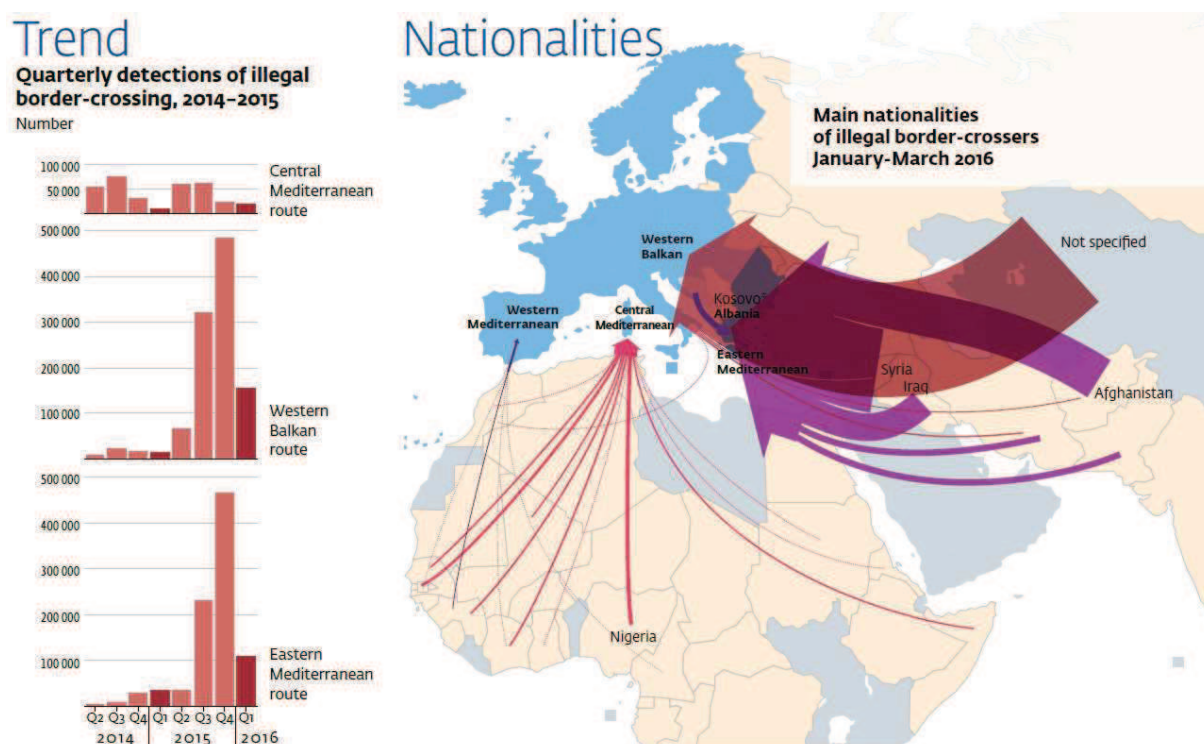 Trend
Quarterly detections of illegal
border-crossing, 2014–2015
Number
100 000
50 000
Central
Mediterranean
route
500 000
400 000
300 000
200 000
100 000
Western
Balkan
route
500 000
400 000
300 000
200 000
100 000
Eastern
Mediterranean
route
Q2 Q3 Q4 Q1 Q2 Q3 Q4 Q1
2014 2015 2016
Nationalities
Main nationalities
of illegal border-crossers
January-March 2016
Western
Balkan
Not specified
Kosovo*
Albania
Western
Mediterranean
Central
Mediterranean
Eastern
Mediterranean
Syria
Iraq
Afghanistan
Nigeria